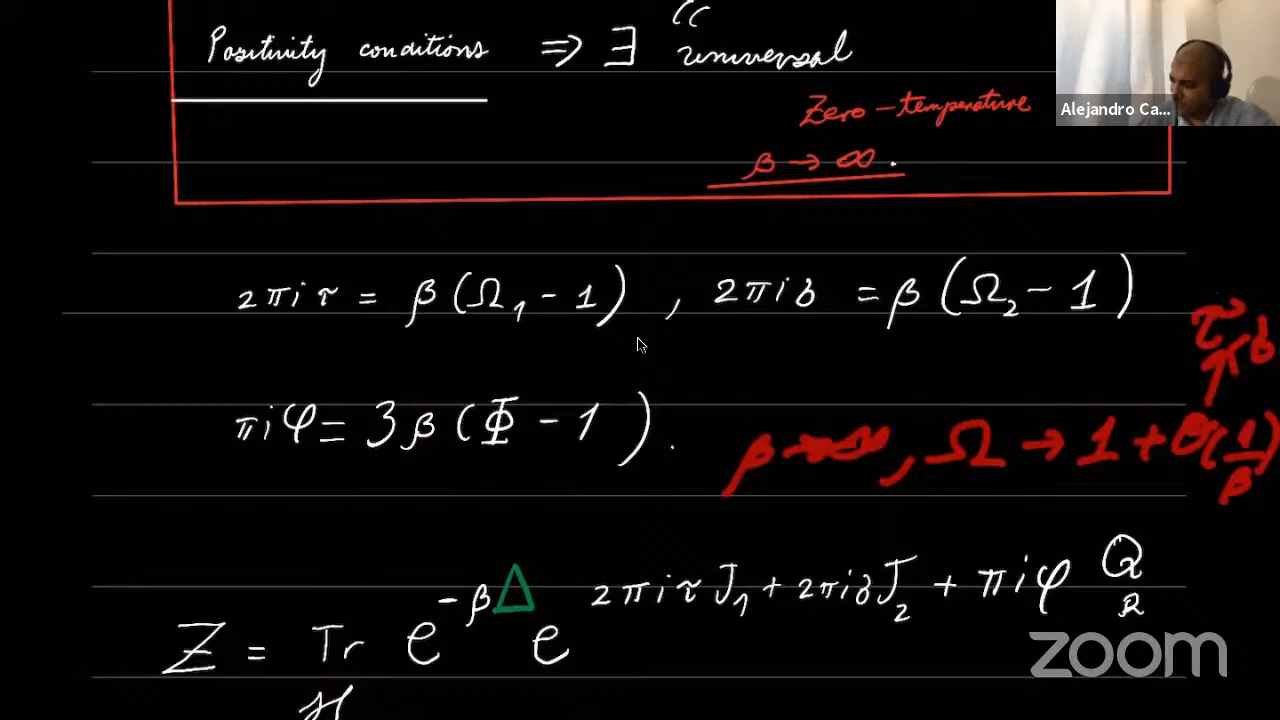 Positivity conditions ⇒ ∃ “universal
Alejandro Ca...
Zero-temperature
β → ∞.
2πiτ = β(Ω₁ - 1), 2πiσ = β(Ω₂ - 1)
τ, σ
πiφ = 3β(Φ - 1).
β→∞, Ω → 1 + O(1/β)
Z = Tr_H e^{-βΔ} e^{2πiτJ₁ + 2πiσJ₂ + πiφ Q_R}
zoom